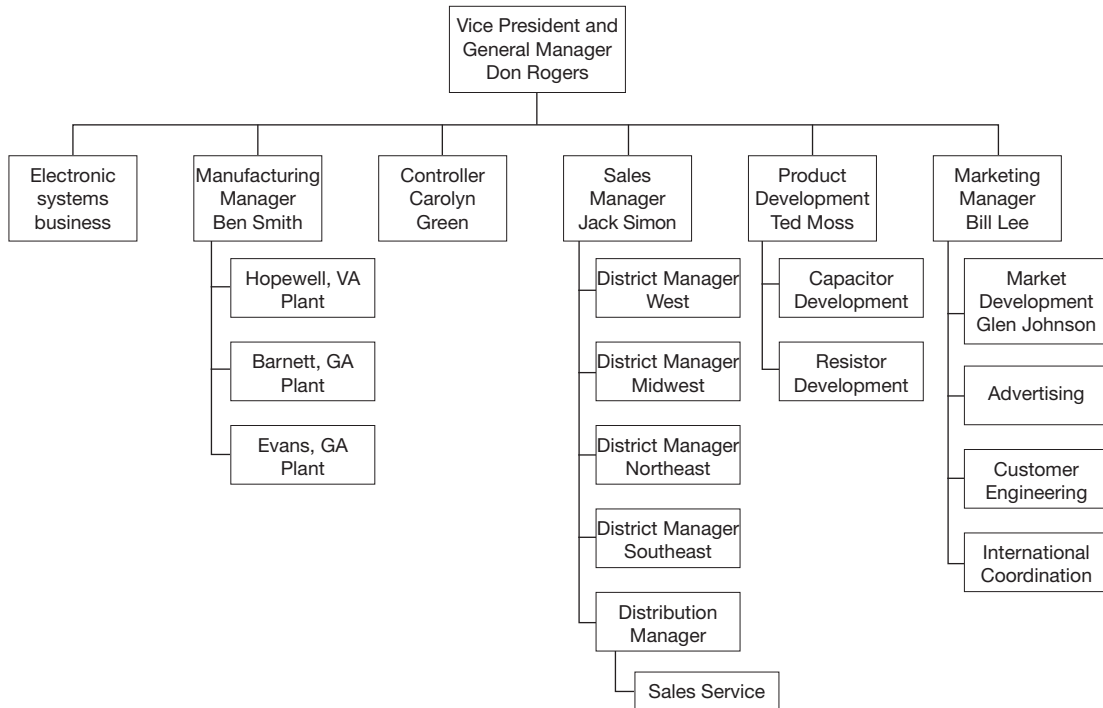 Vice President and
General Manager
Don Rogers
Electronic
systems
business
Manufacturing
Manager
Ben Smith
Hopewell, VA
Plant
Barnett, GA
Plant
Evans, GA
Plant
Controller
Carolyn
Green
Sales
Manager
Jack Simon
District Manager
West
District Manager
Midwest
District Manager
Northeast
District Manager
Southeast
Distribution
Manager
Sales Service
Product
Development
Ted Moss
Capacitor
Development
Resistor
Development
Marketing
Manager
Bill Lee
Market
Development
Glen Johnson
Advertising
Customer
Engineering
International
Coordination